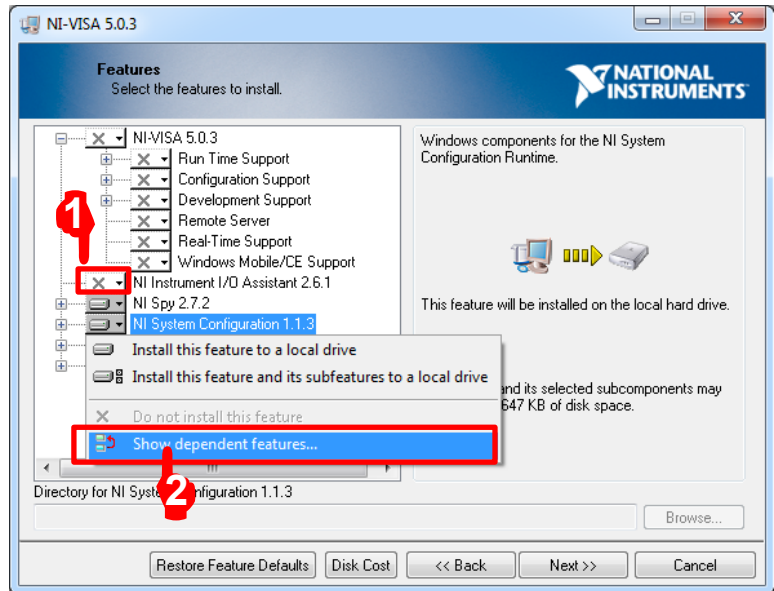 NI-VISA 5.0.3
Features
Select the features to install.
NATIONAL
INSTRUMENTS
NI-VISA 5.0.3
Run Time Support
Configuration Support
Development Support
Remote Server
Real-Time Support
Windows Mobile/CE Support
NI Instrument I/O Assistant 2.6.1
NI Spy 2.7.2
NI System Configuration 1.1.3
1
Install this feature to a local drive
Install this feature and its subfeatures to a local drive
Do not install this feature
Show dependent features...
2
Windows components for the NI System
Configuration Runtime.
This feature will be installed on the local hard drive.
and its selected subcomponents may
647 KB of disk space.
Directory for NI System Configuration 1.1.3
Browse...
Restore Feature Defaults
Disk Cost
<< Back
Next >>
Cancel